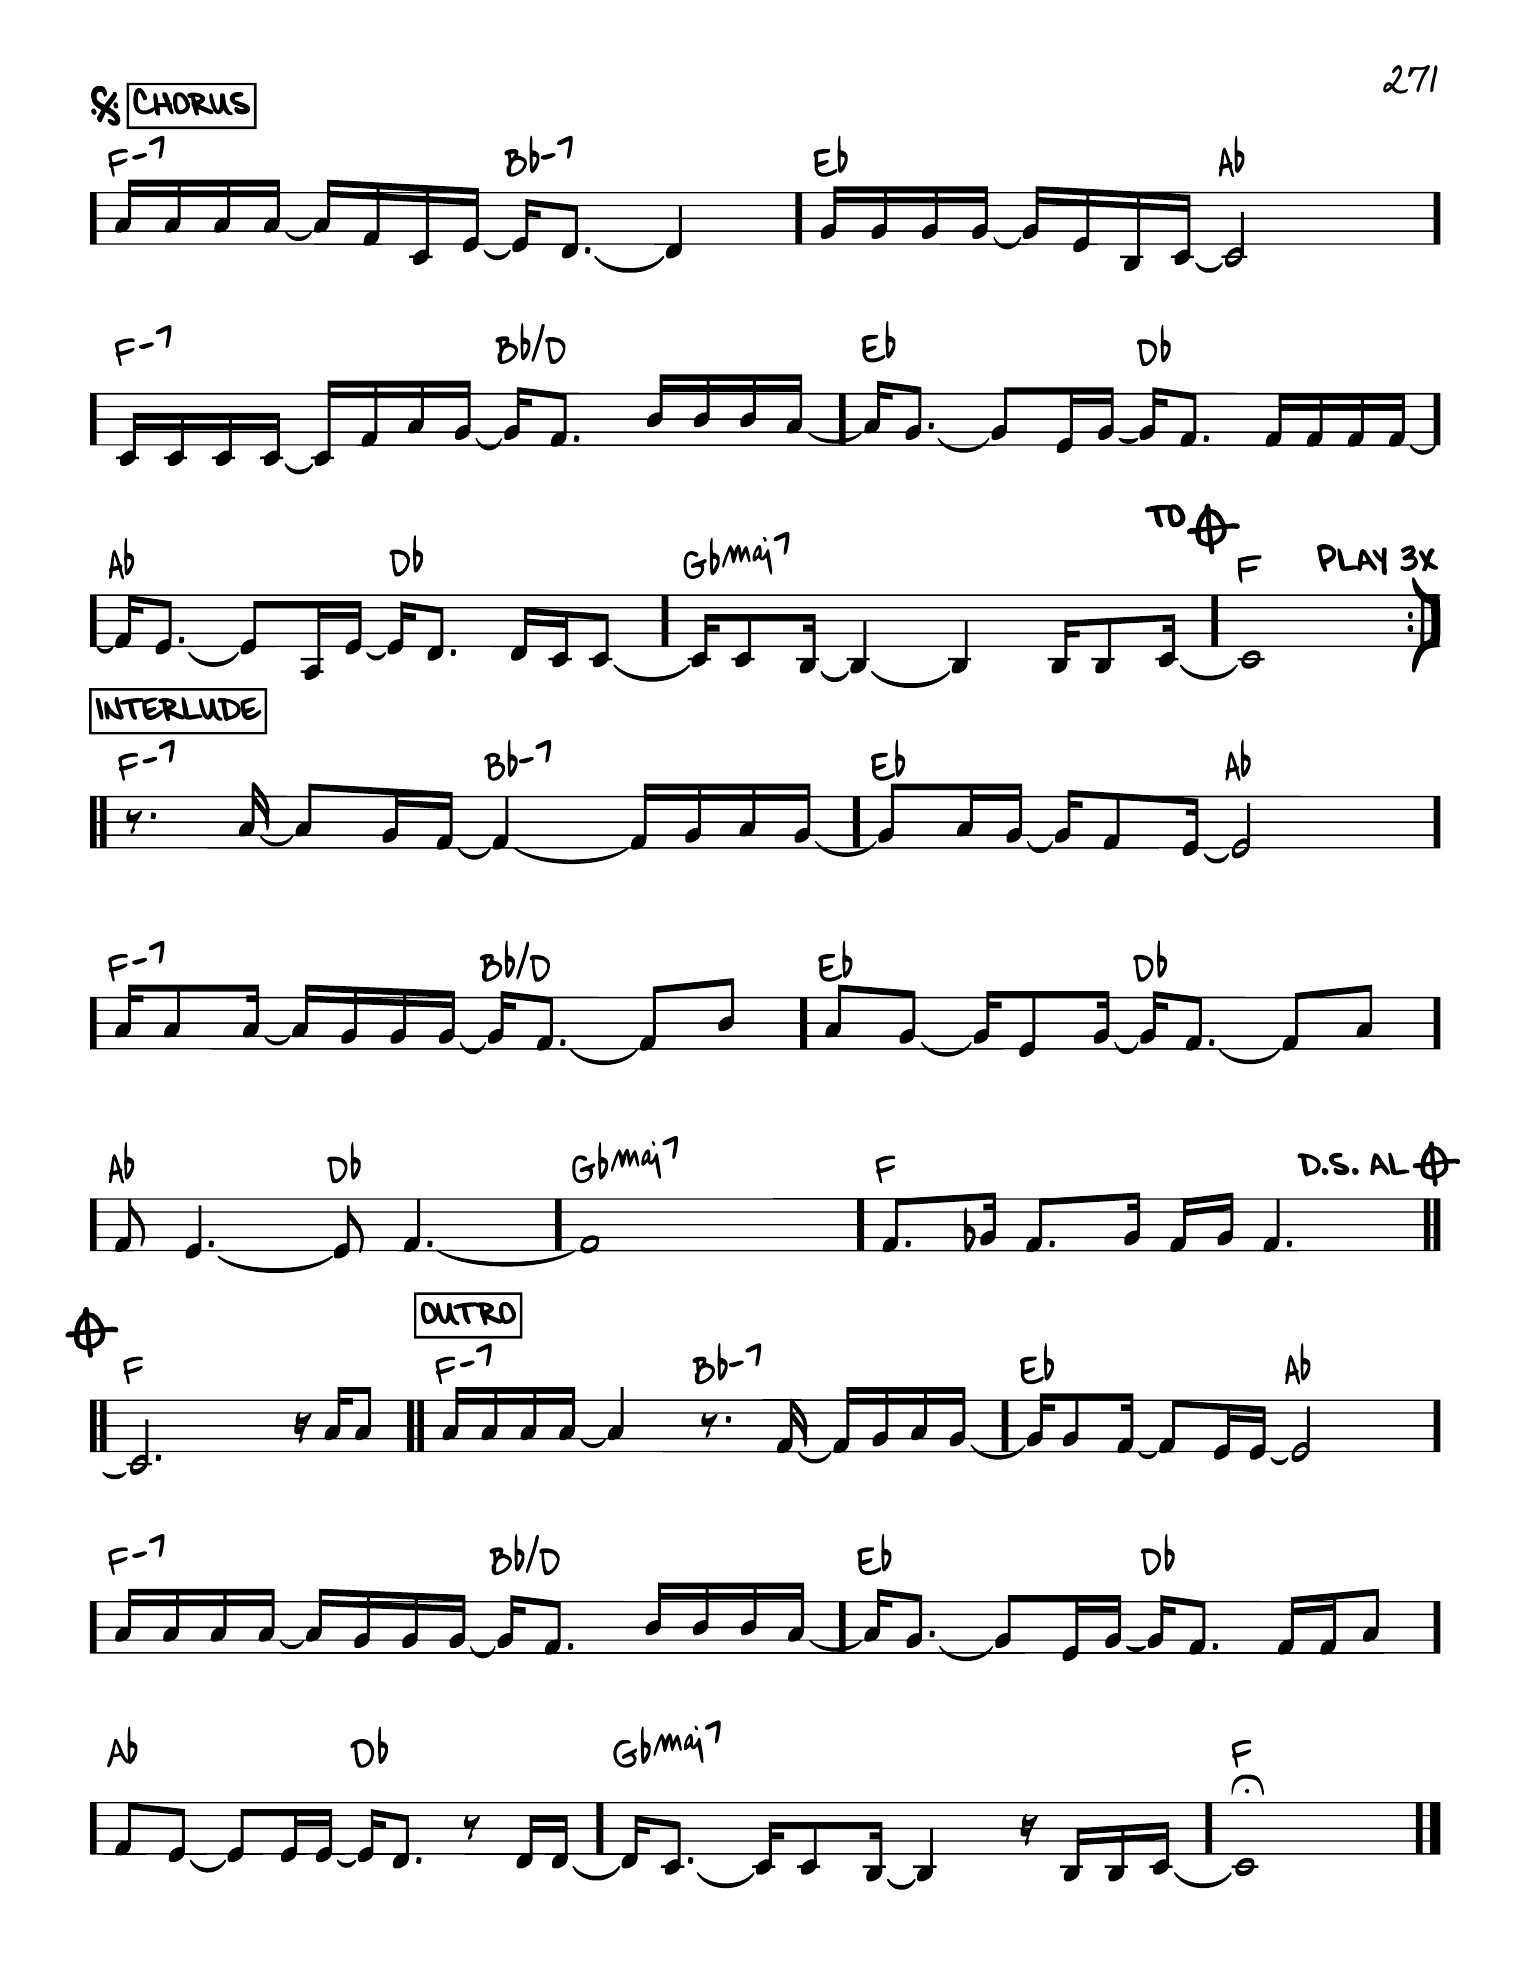 271
CHORUS
F-7 Bb-7 Eb Ab
F-7 Bb/D Eb Db
TO
Ab Db Gbmaj7 F PLAY 3X
INTERLUDE
F-7 Bb-7 Eb Ab
F-7 Bb/D Eb Db
Ab Db Gbmaj7 F D.S. AL
OUTRO
F F-7 Bb-7 Eb Ab
F-7 Bb/D Eb Db
Ab Db Gbmaj7 F